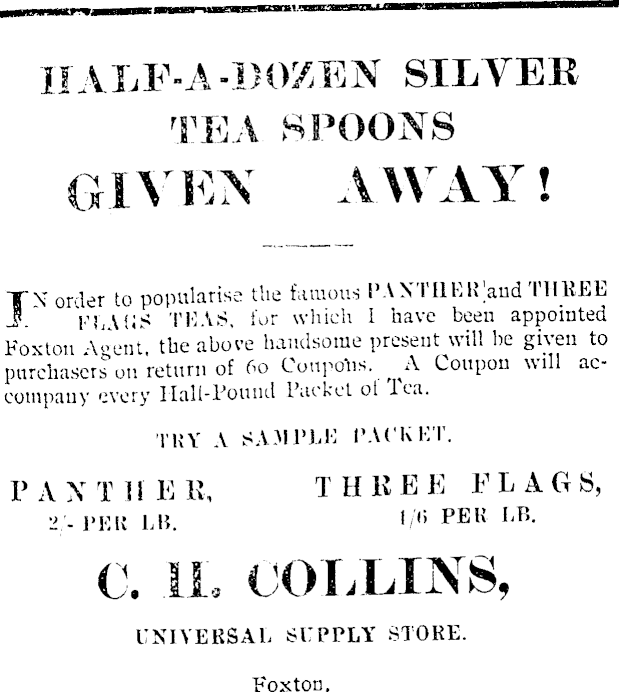 HALF-A-DOZEN SILVER
TEA SPOONS
GIVEN AWAY!
IN order to popularise the famous PANTHER and THREE
FLAGS TEAS, for which I have been appointed
Foxton Agent, the above handsome present will be given to
purchasers on return of 60 Coupons. A Coupon will ac-
company every Half-Pound Packet of Tea.
TRY A SAMPLE PACKET.
PANTHER, THREE FLAGS,
2/- PER LB. 1/6 PER LB.
C. H. COLLINS,
UNIVERSAL SUPPLY STORE.
Foxton.